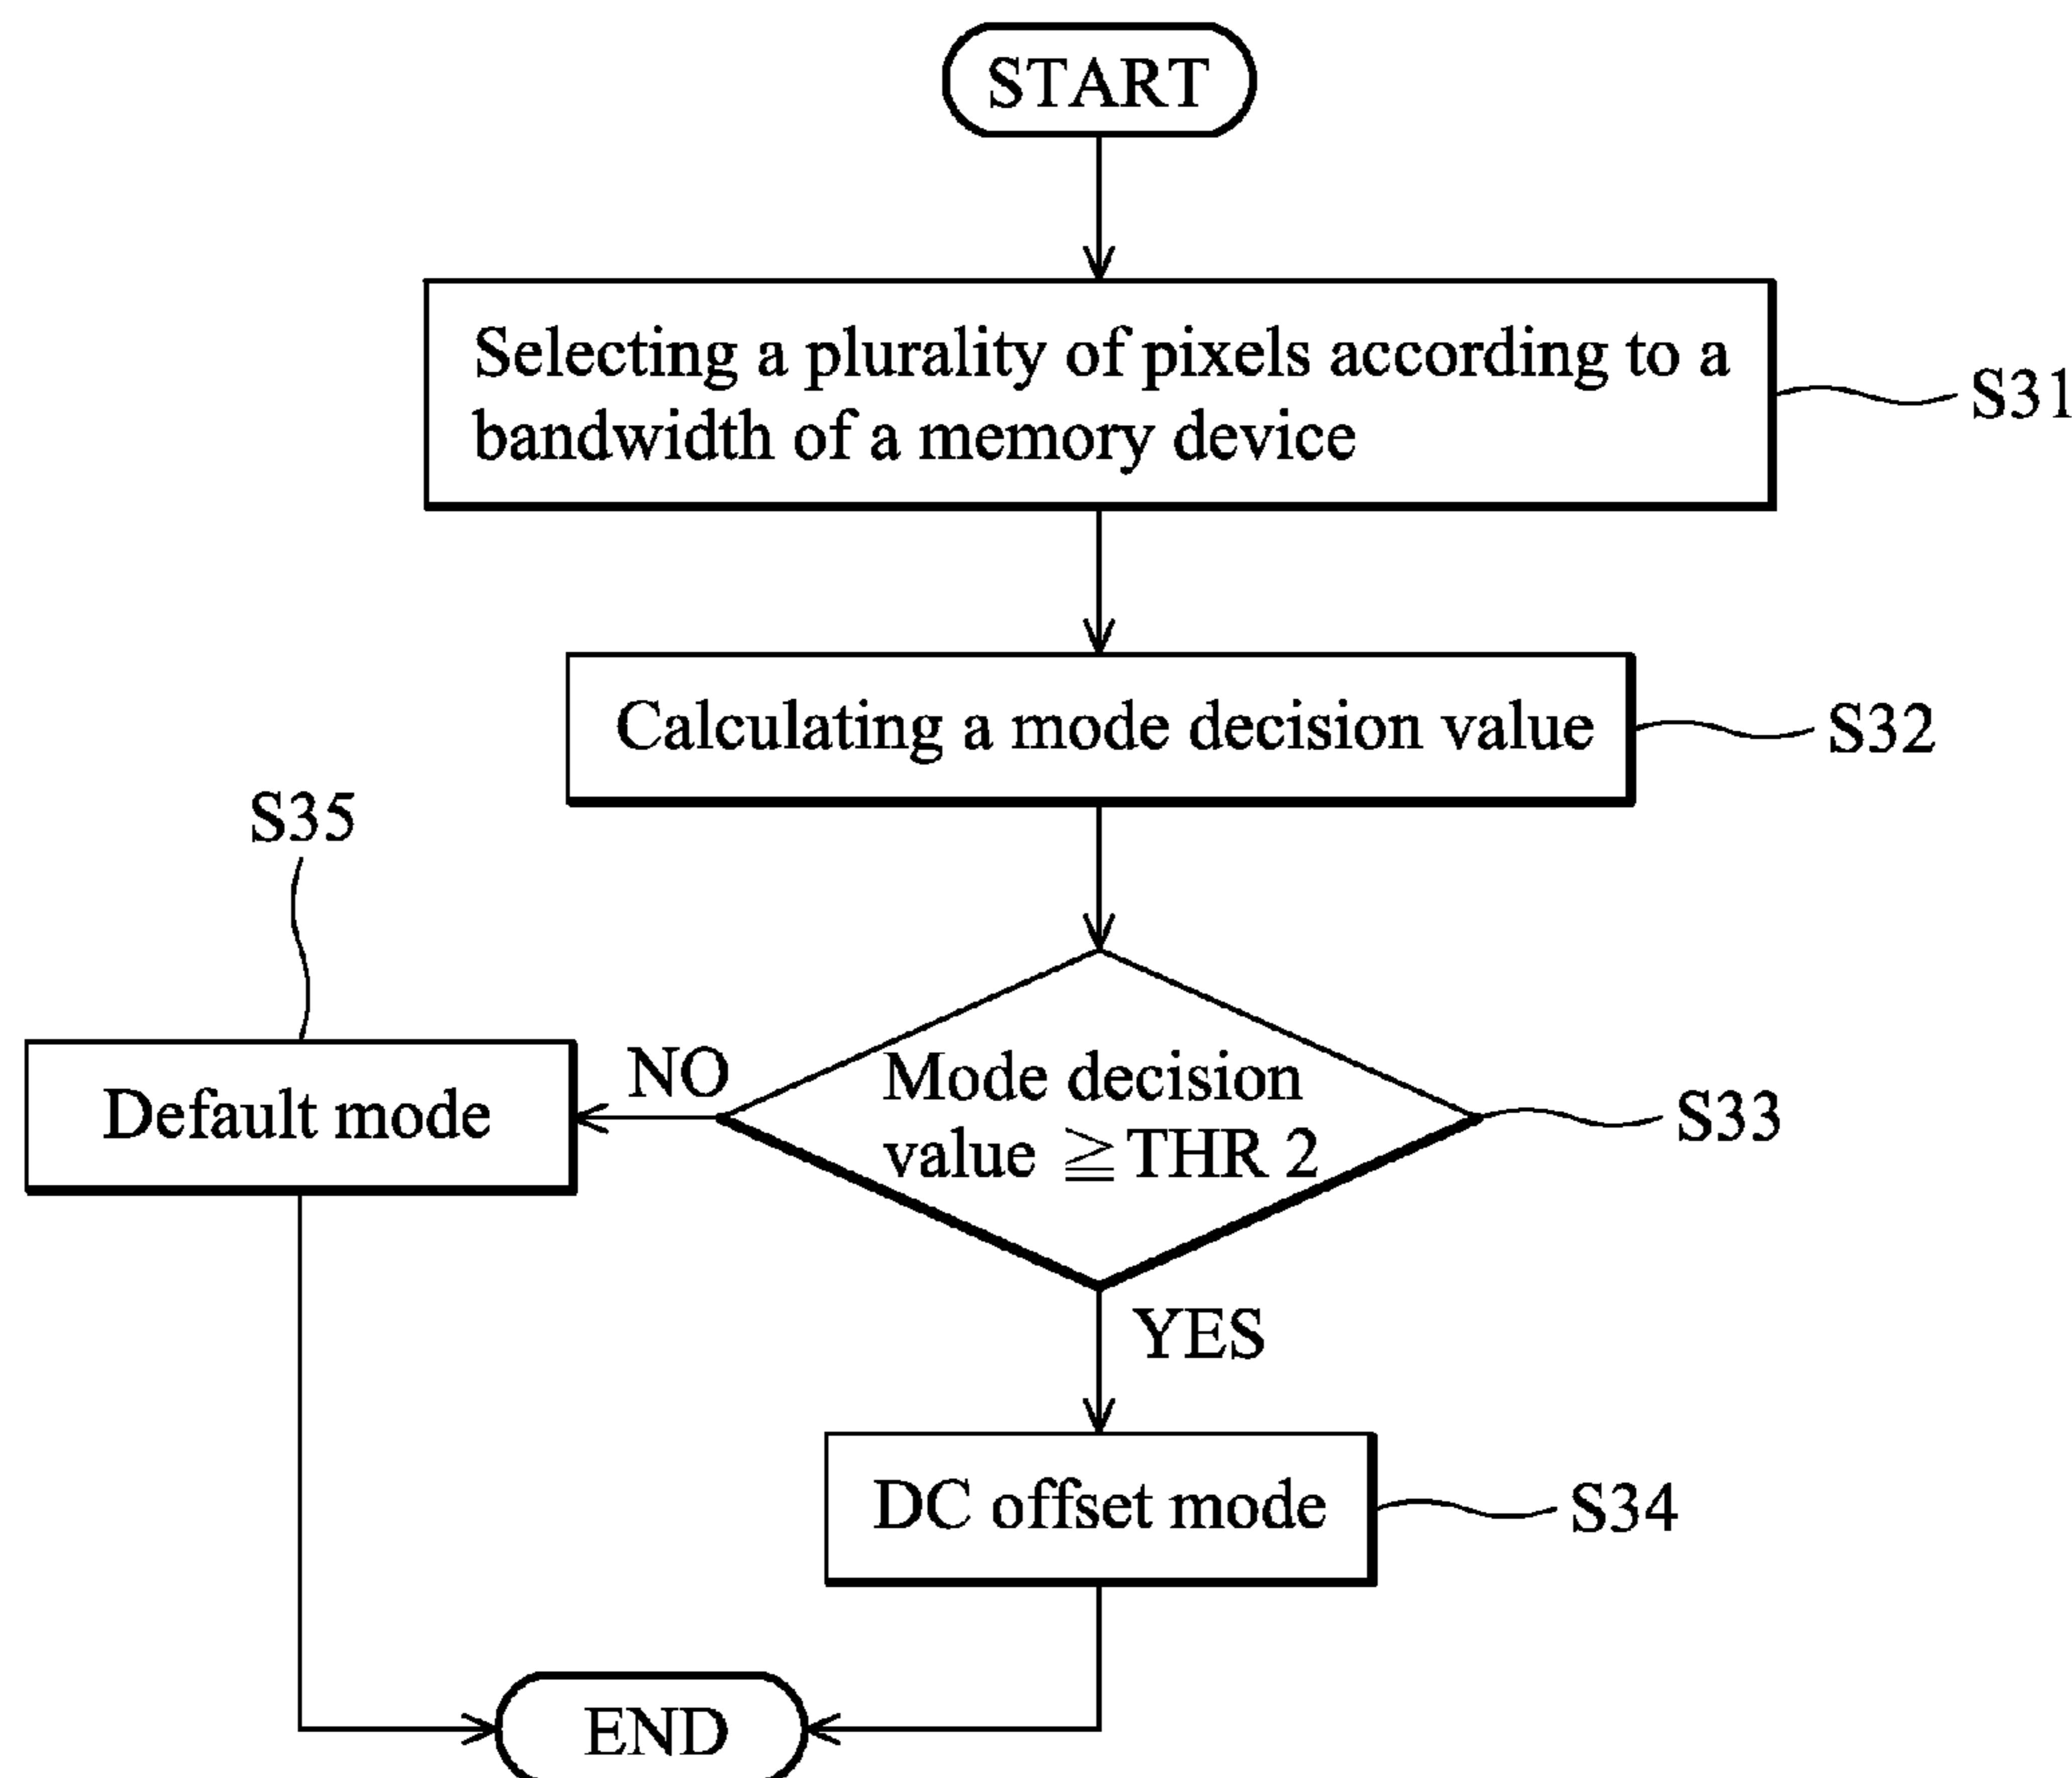 START
Selecting a plurality of pixels according to a
bandwidth of a memory device
S31
Calculating a mode decision value
S32
S35
Default mode
NO
Mode decision
value ≧ THR 2
S33
YES
DC offset mode
S34
END